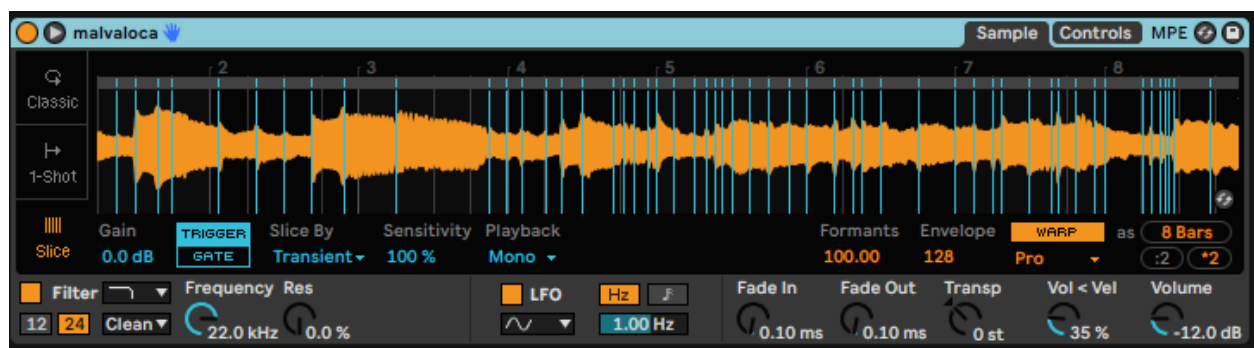 malvaloca Sample Controls MPE
2 3 4 5 6 7 8
Classic
1-Shot
Slice
Gain TRIGGER Slice By Sensitivity Playback Formants Envelope WARP as 8 Bars
0.0 dB GATE Transient 100 % Mono 100.00 128 Pro :2 *2
Filter Frequency Res LFO Hz Fade In Fade Out Transp Vol < Vel Volume
12 24 Clean 22.0 kHz 0.0 % 1.00 Hz 0.10 ms 0.10 ms 0 st 35 % -12.0 dB